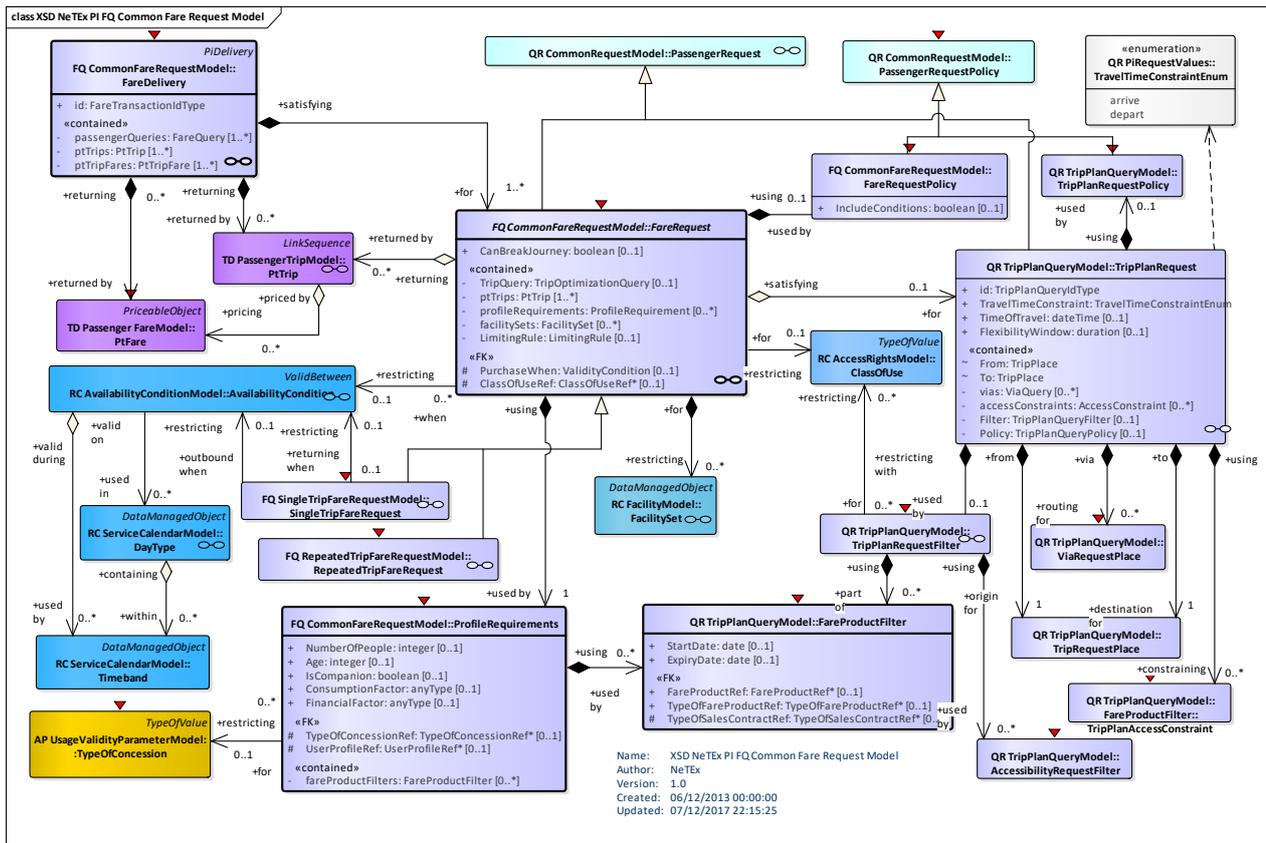 class XSD NeTEx PI FQ Common Fare Request Model
PiDelivery
FQ CommonFareRequestModel::
FareDelivery
+ id: FareTransactionIdType
«contained»
- passengerQueries: FareQuery [1..*]
- ptTrips: PtTrip [1..*]
- ptTripFares: PtTripFare [1..*]
QR CommonRequestModel::PassengerRequest
QR CommonRequestModel::
PassengerRequestPolicy
«enumeration»
QR PiRequestValues::
TravelTimeConstraintEnum
arrive
depart
+satisfying
+for
1..*
+returning
0..*
+returning
+returned by
0..*
LinkSequence
TD PassengerTripModel::
PtTrip
+returned by
0..*
+returning
+priced by
+pricing
0..*
+returned by
PriceableObject
TD Passenger FareModel::
PtFare
FQ CommonFareRequestModel::FareRequest
+ CanBreakJourney: boolean [0..1]
«contained»
- TripQuery: TripOptimizationQuery [0..1]
- ptTrips: PtTrip [1..*]
- profileRequirements: ProfileRequirement [0..*]
- facilitySets: FacilitySet [0..*]
- LimitingRule: LimitingRule [0..1]
«FK»
# PurchaseWhen: ValidityCondition [0..1]
# ClassOfUseRef: ClassOfUseRef* [0..1]
FQ CommonFareRequestModel::
FareRequestPolicy
+ IncludeConditions: boolean [0..1]
+using
0..1
+used by
QR TripPlanQueryModel::
TripPlanRequestPolicy
+used
by
0..1
+using
QR TripPlanQueryModel::TripPlanRequest
+ id: TripPlanQueryIdType
+ TravelTimeConstraint: TravelTimeConstraintEnum
+ TimeOfTravel: dateTime [0..1]
+ FlexibilityWindow: duration [0..1]
«contained»
~ From: TripPlace
~ To: TripPlace
- vias: ViaQuery [0..*]
- accessConstraints: AccessConstraint [0..*]
- Filter: TripPlanQueryFilter [0..1]
- Policy: TripPlanQueryPolicy [0..1]
+satisfying
0..1
+for
+for
0..1
+restricting
TypeOfValue
RC AccessRightsModel::
ClassOfUse
+restricting
0..*
+restricting
with
+for
0..*
ValidBetween
RC AvailabilityConditionModel::AvailabilityCondition
+restricting
0..1
0..*
+when
+valid
during
+valid
on
+restricting
0..1
+outbound
when
+restricting
0..1
+returning
when
0..1
+used
in
0..*
DataManagedObject
RC ServiceCalendarModel::
DayType
+containing
+used
by
0..*
+within
0..*
DataManagedObject
RC ServiceCalendarModel::
Timeband
FQ SingleTripFareRequestModel::
SingleTripFareRequest
FQ RepeatedTripFareRequestModel::
RepeatedTripFareRequest
+using
+used by
1
+for
+restricting
0..*
DataManagedObject
RC FacilityModel::
FacilitySet
+used
by
0..1
QR TripPlanQueryModel::
TripPlanRequestFilter
+using
+part
of
0..*
+using
+origin
for
0..*
+from
+via
+to
+using
+routing
for
0..*
QR TripPlanQueryModel::
ViaRequestPlace
1
+destination
for
1
QR TripPlanQueryModel::
TripRequestPlace
+constraining
0..*
QR TripPlanQueryModel::
FareProductFilter::
TripPlanAccessConstraint
QR TripPlanQueryModel::
AccessibilityRequestFilter
FQ CommonFareRequestModel::ProfileRequirements
+ NumberOfPeople: integer [0..1]
+ Age: integer [0..1]
+ IsCompanion: boolean [0..1]
+ ConsumptionFactor: anyType [0..1]
+ FinancialFactor: anyType [0..1]
«FK»
# TypeOfConcessionRef: TypeOfConcessionRef* [0..1]
# UserProfileRef: UserProfileRef* [0..1]
«contained»
- fareProductFilters: FareProductFilter [0..*]
+using
0..*
+used
by
QR TripPlanQueryModel::FareProductFilter
+ StartDate: date [0..1]
+ ExpiryDate: date [0..1]
«FK»
+ FareProductRef: FareProductRef* [0..1]
+ TypeOfFareProductRef: TypeOfFareProductRef* [0..1]
# TypeOfSalesContractRef: TypeOfSalesContractRef* [0..
+used
by
0..*
+restricting
0..1
+for
TypeOfValue
AP UsageValidityParameterModel:
:TypeOfConcession
Name: XSD NeTEx PI FQ Common Fare Request Model
Author: NeTEx
Version: 1.0
Created: 06/12/2013 00:00:00
Updated: 07/12/2017 22:15:25